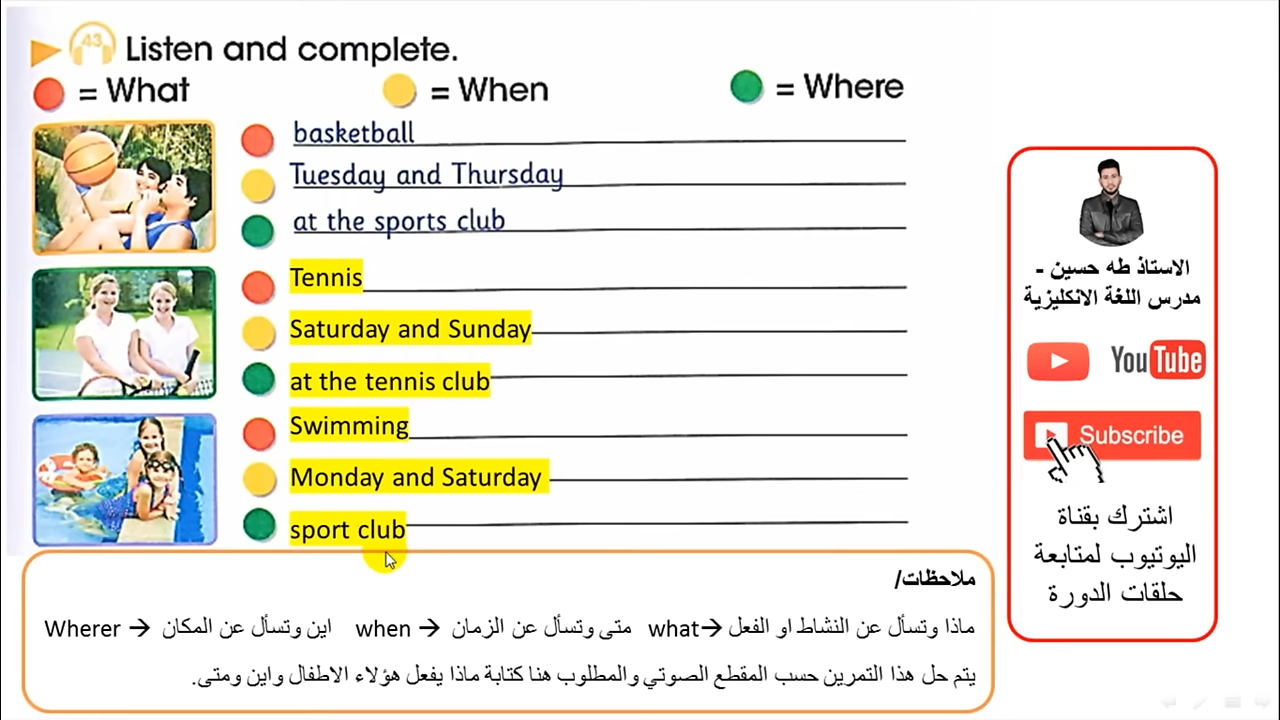 43 Listen and complete.
= What = When = Where
basketball
Tuesday and Thursday
at the sports club
Tennis
Saturday and Sunday
at the tennis club
Swimming
Monday and Saturday
sport club
ملاحظات/
ماذا وتسأل عن النشاط او الفعل →what متى وتسأل عن الزمان → when اين وتسأل عن المكان → Wherer
يتم حل هذا التمرين حسب المقطع الصوتي والمطلوب هنا كتابة ماذا يفعل هؤلاء الاطفال واين ومتى.
الاستاذ طه حسين -
مدرس اللغة الانكليزية
YouTube
Subscribe
اشترك بقناة
اليوتيوب لمتابعة
حلقات الدورة